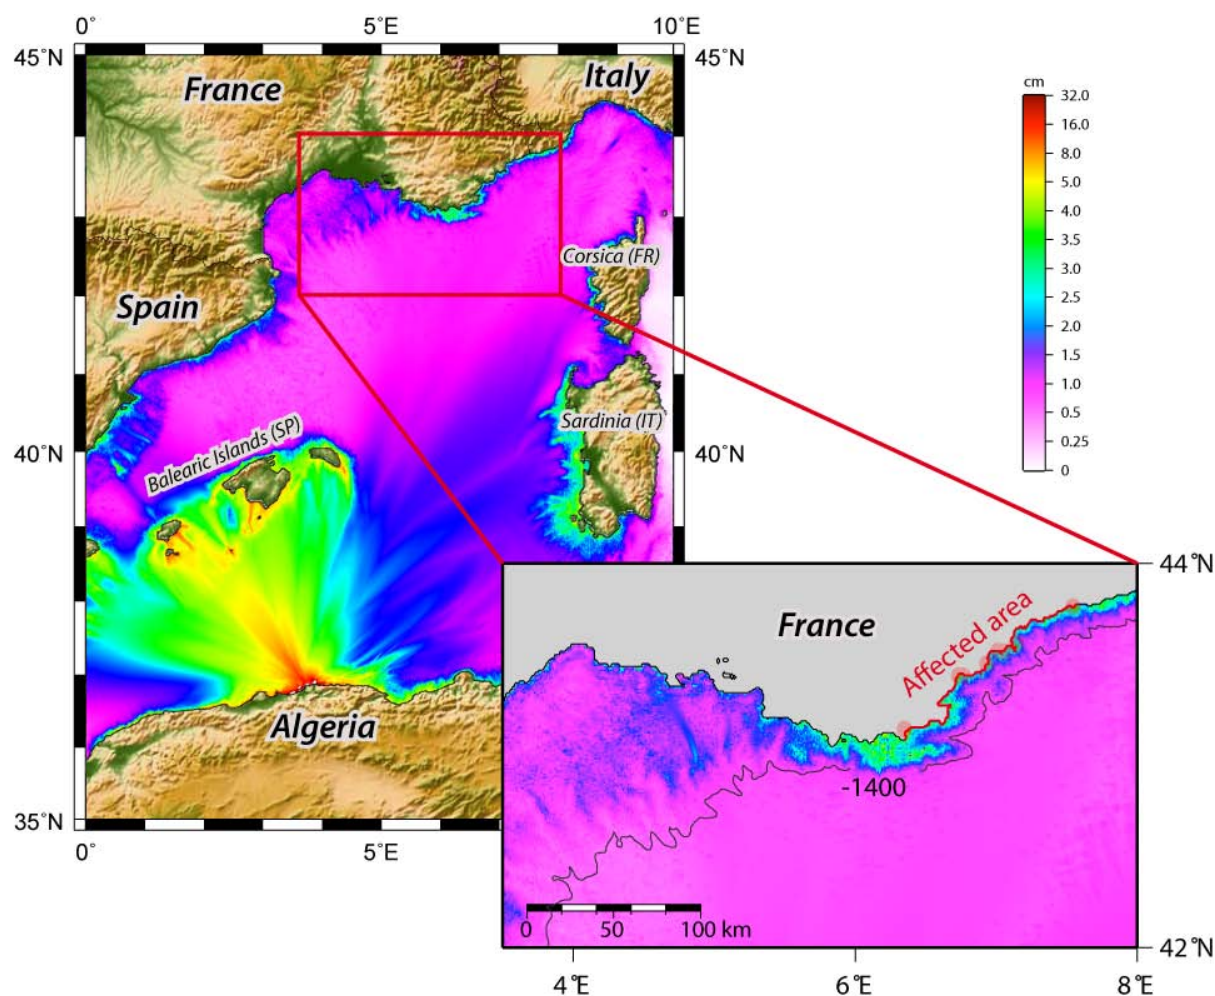 0° 5°E 10°E
45°N 45°N
France
Italy
Corsica (FR)
Spain
Sardinia (IT)
40°N 40°N
Balearic Islands (SP)
Algeria
35°N
0° 5°E
cm
32.0
16.0
8.0
5.0
4.0
3.5
3.0
2.5
2.0
1.5
1.0
0.5
0.25
0
44°N
France
Affected area
-1400
0 50 100 km
42°N
4°E 6°E 8°E